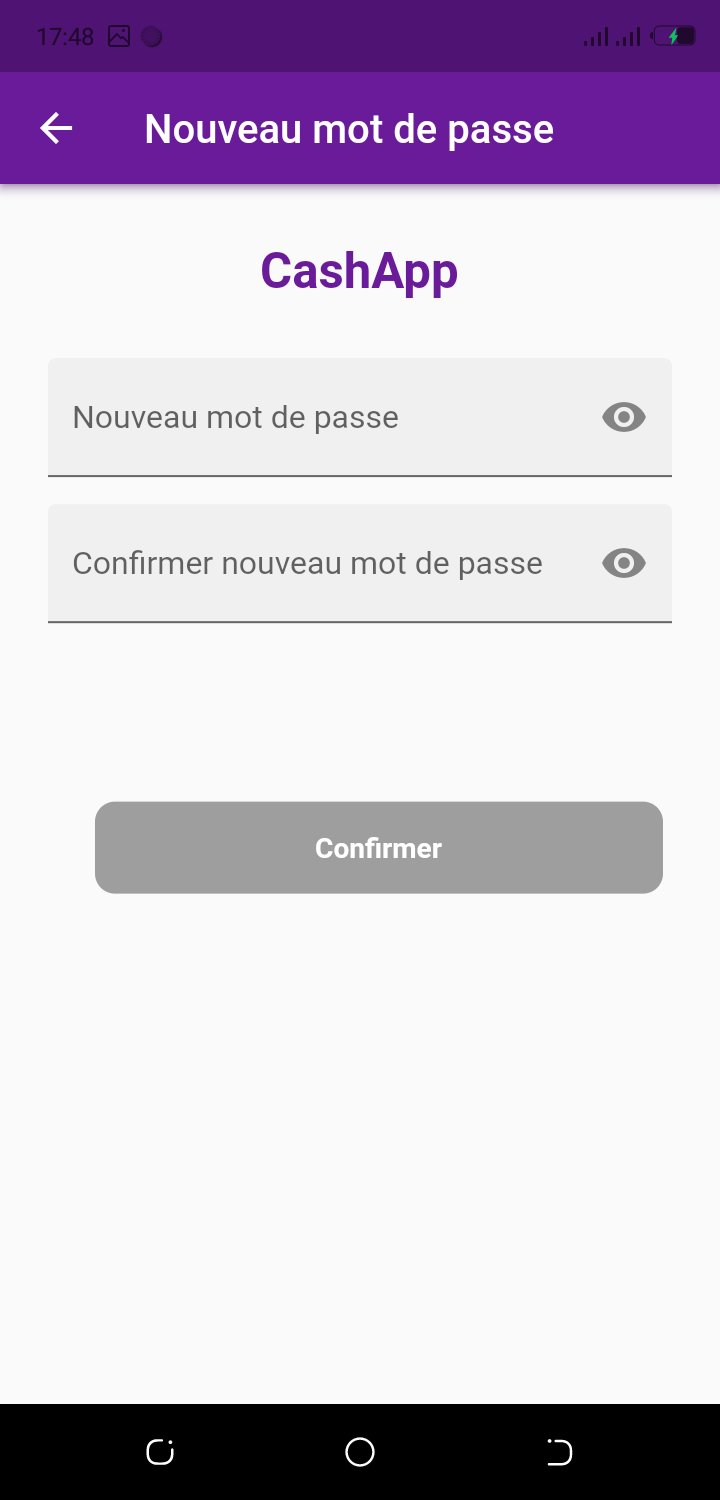 17:48
Nouveau mot de passe
CashApp
Nouveau mot de passe
Confirmer nouveau mot de passe
Confirmer